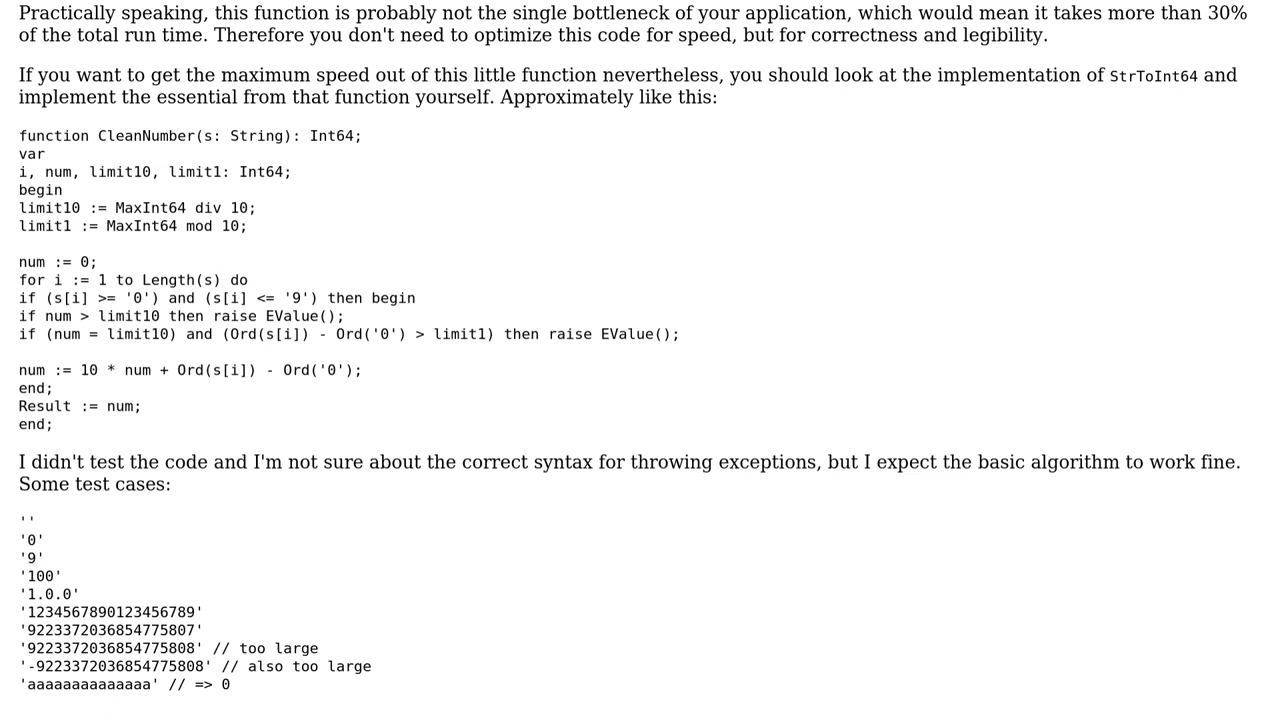 Practically speaking, this function is probably not the single bottleneck of your application, which would mean it takes more than 30%
of the total run time. Therefore you don't need to optimize this code for speed, but for correctness and legibility.
If you want to get the maximum speed out of this little function nevertheless, you should look at the implementation of StrToInt64 and
implement the essential from that function yourself. Approximately like this:
function CleanNumber(s: String): Int64;
var
i, num, limit10, limit1: Int64;
begin
limit10 := MaxInt64 div 10;
limit1 := MaxInt64 mod 10;
num := 0;
for i := 1 to Length(s) do
if (s[i] >= '0') and (s[i] <= '9') then begin
if num > limit10 then raise EValue();
if (num = limit10) and (Ord(s[i]) - Ord('0') > limit1) then raise EValue();
num := 10 * num + Ord(s[i]) - Ord('0');
end;
Result := num;
end;
I didn't test the code and I'm not sure about the correct syntax for throwing exceptions, but I expect the basic algorithm to work fine.
Some test cases:
''
'0'
'9'
'100'
'1.0.0'
'1234567890123456789'
'9223372036854775807'
'9223372036854775808' // too large
'-9223372036854775808' // also too large
'aaaaaaaaaaaaaa' // => 0